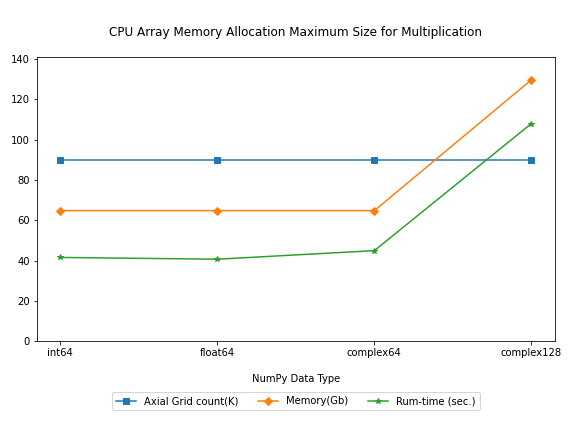 CPU Array Memory Allocation Maximum Size for Multiplication
140
120
100
80
60
40
20
0
int64 float64 complex64 complex128
NumPy Data Type
Axial Grid count(K) Memory(Gb) Rum-time (sec.)